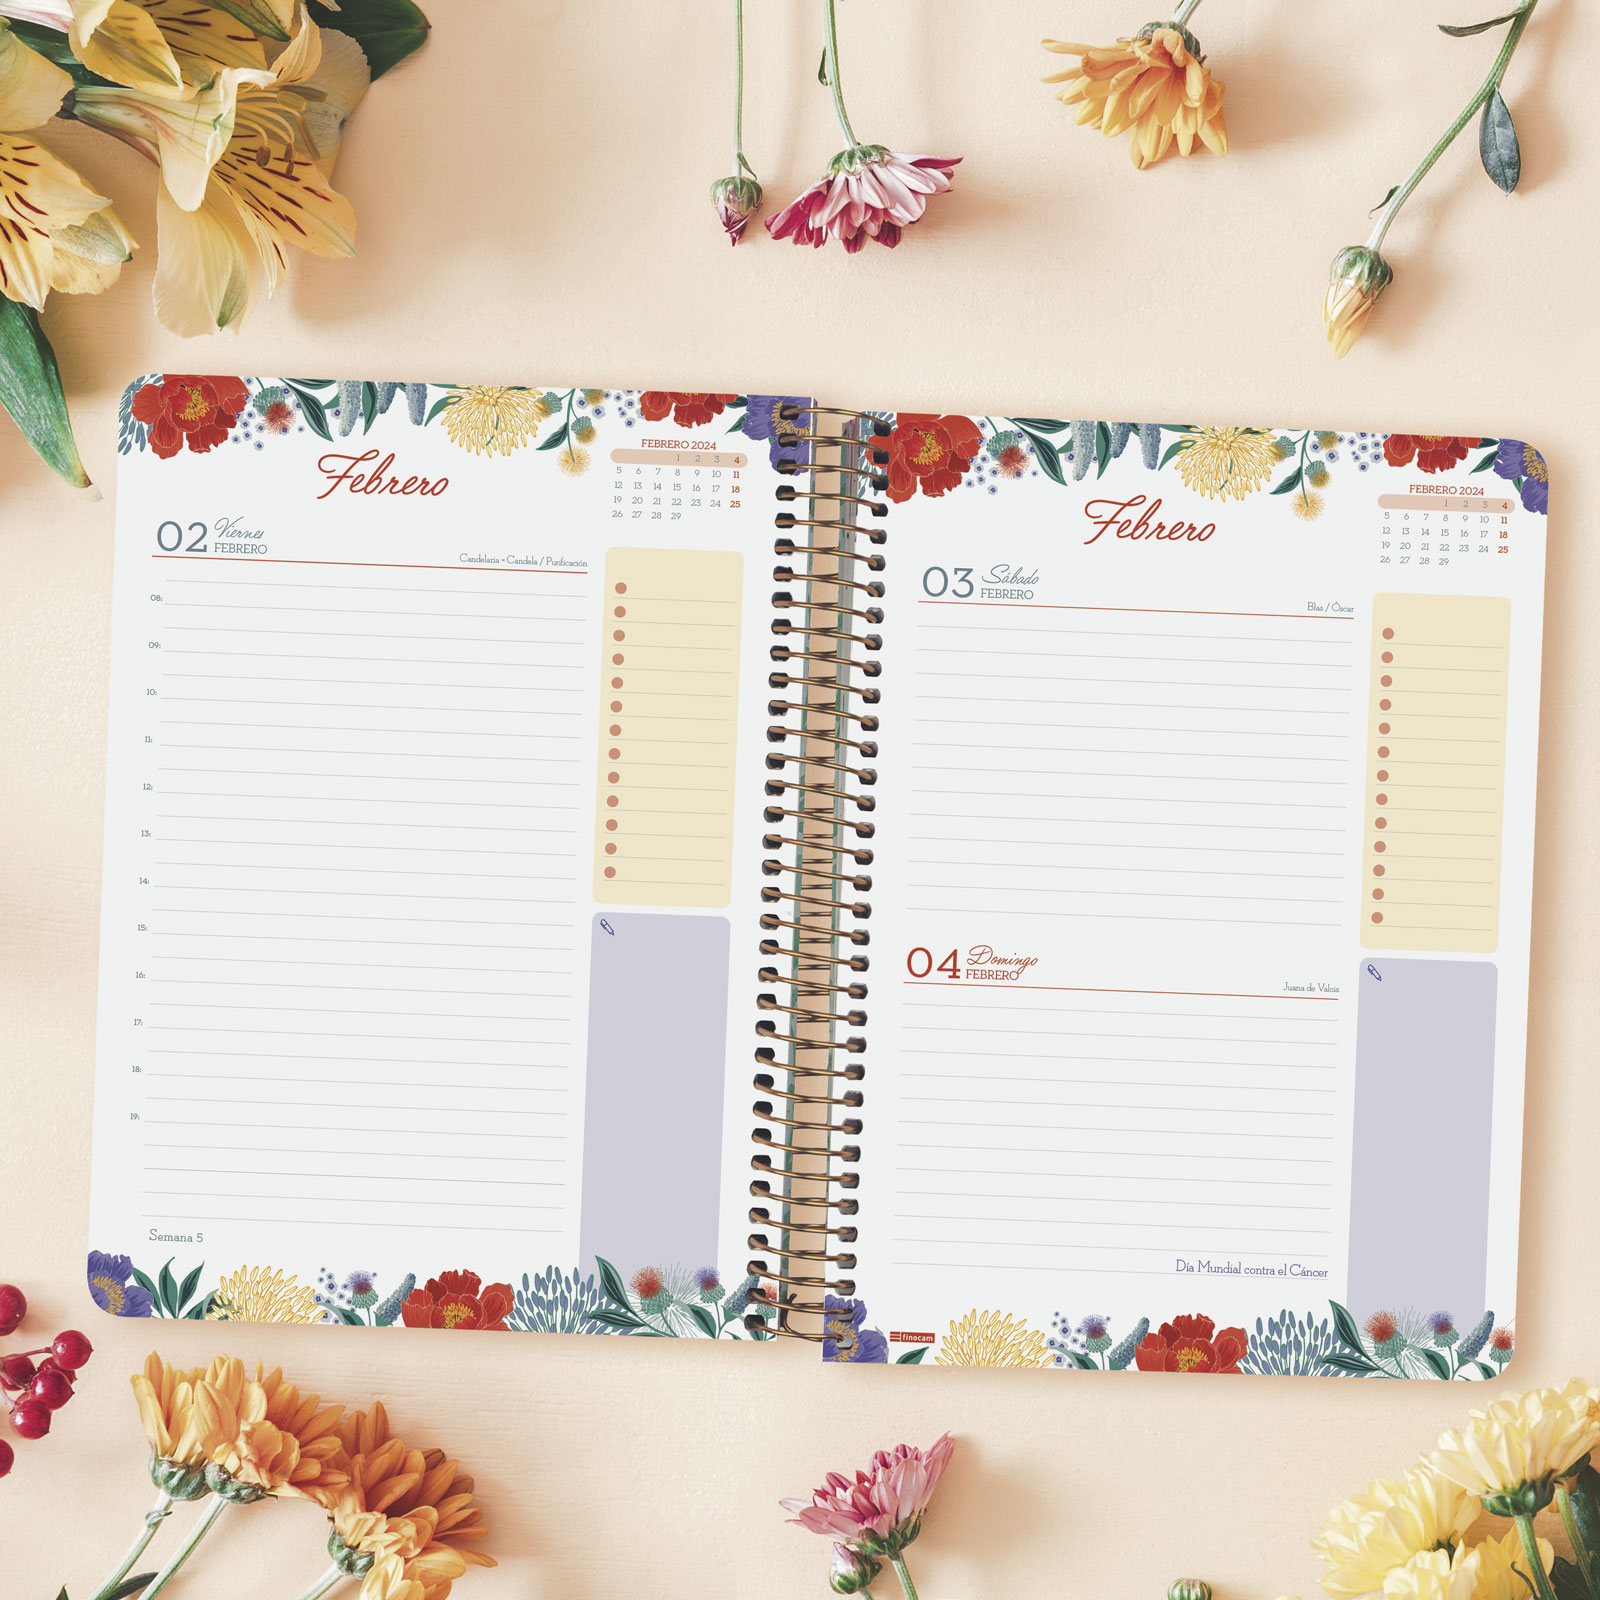 Febrero
FEBRERO 2024
1 2 3 4
5 6 7 8 9 10 11
12 13 14 15 16 17 18
19 20 21 22 23 24 25
26 27 28 29
02 Viernes
FEBRERO
Candelaria - Candela / Purificación
08:
09:
10:
11:
12:
13:
14:
15:
16:
17:
18:
19:
Semana 5
Febrero
FEBRERO 2024
1 2 3 4
5 6 7 8 9 10 11
12 13 14 15 16 17 18
19 20 21 22 23 24 25
26 27 28 29
03 Sábado
FEBRERO
Blas / Óscar
04 Domingo
FEBRERO
Juana de Valois
Día Mundial contra el Cáncer
finocam